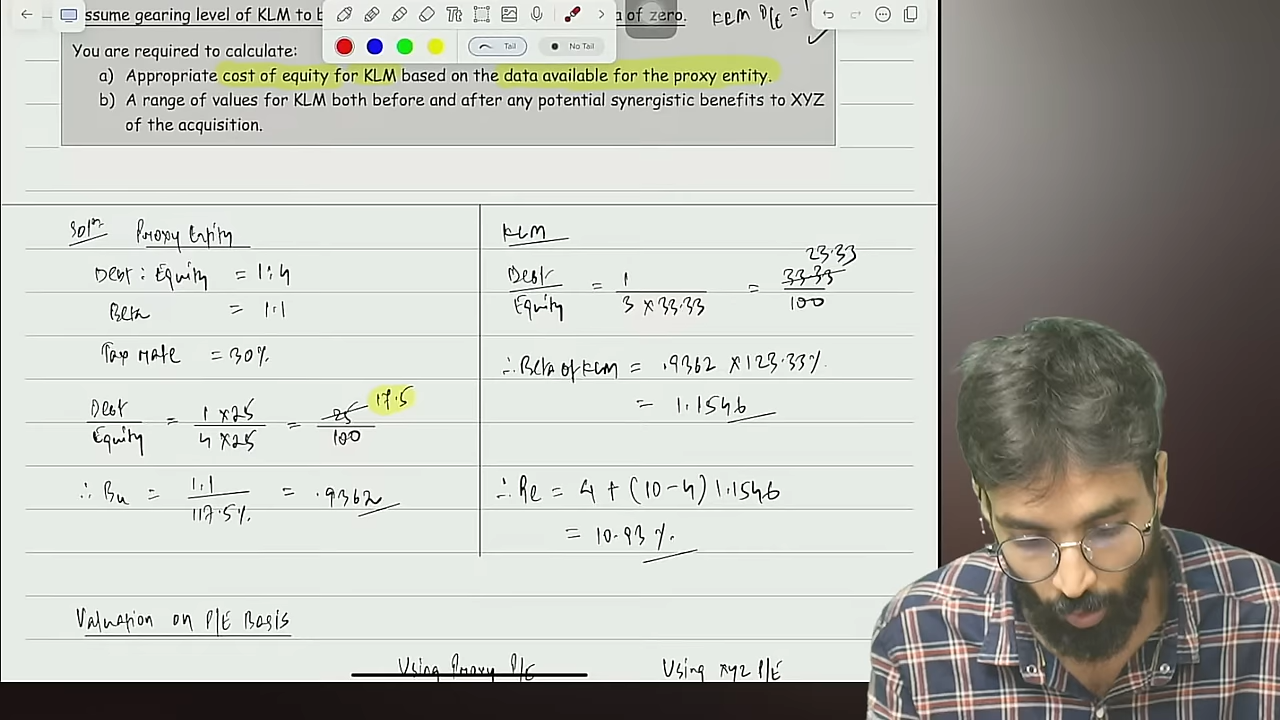 ssume gearing level of KLM to b
a of zero.
KLM P/E =
You are required to calculate:
Tail
No Tail
a) Appropriate cost of equity for KLM based on the data available for the proxy entity.
b) A range of values for KLM both before and after any potential synergistic benefits to XYZ
of the acquisition.
Soln Proxy Entity
Debt : Equity = 1:4
Beta = 1.1
Tax rate = 30%
Debt / Equity = 1 x 25 / 4 x 25 = 25 / 100 17.5
∴ Bu = 1.1 / 117.5% = .9362
KLM
Debt / Equity = 1 / 3 x 33.33 = 33.33 / 100 23.33
∴ Beta of KLM = .9362 x 123.33%
= 1.1546
∴ Re = 4 + (10-4) 1.1546
= 10.93%
Valuation on P/E Basis
Using Proxy P/E
Using XYZ P/E